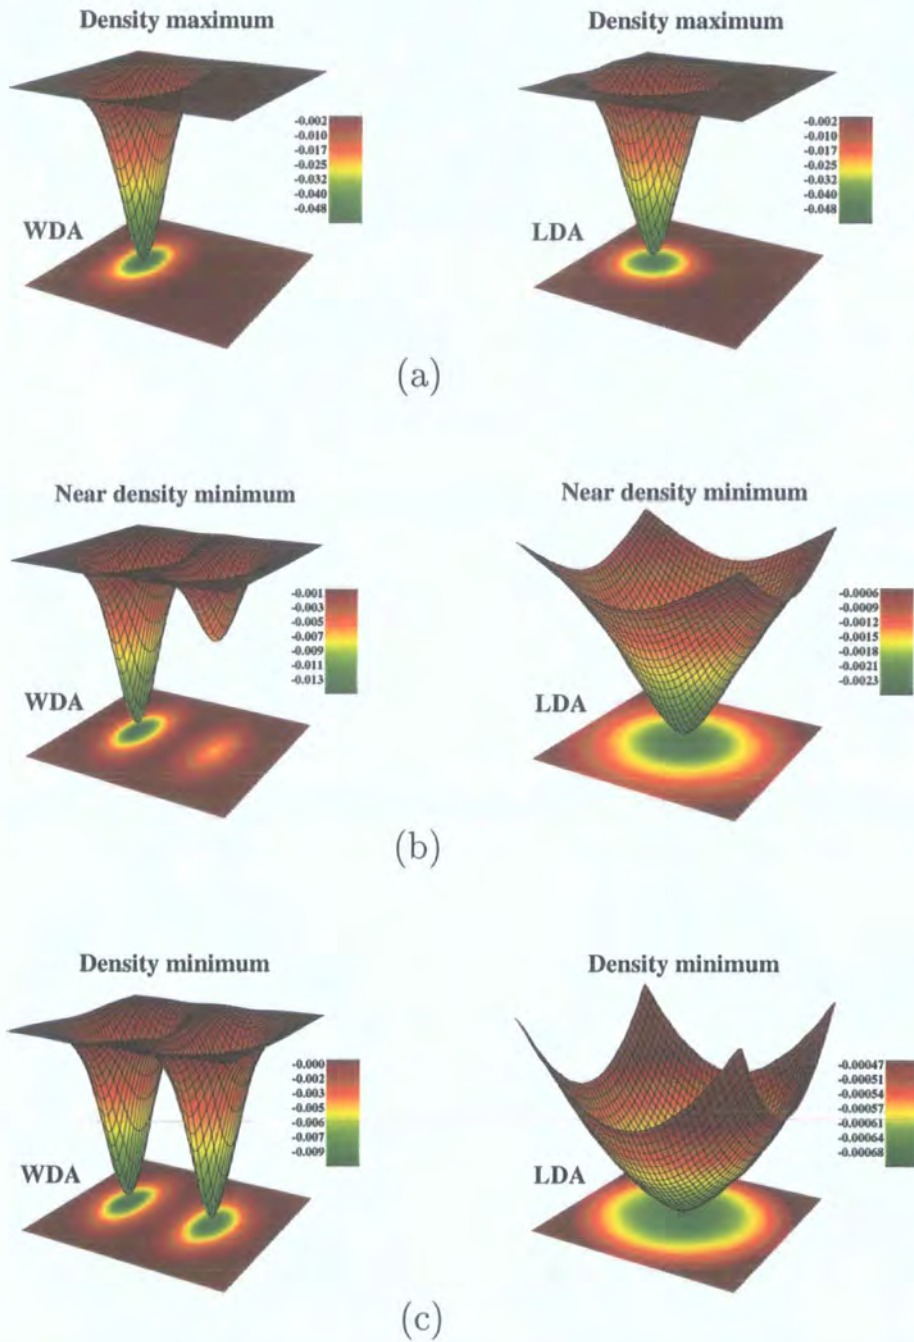 Density maximum
Density maximum
-0.002
-0.010
-0.017
-0.025
-0.032
-0.040
-0.048
WDA
-0.002
-0.010
-0.017
-0.025
-0.032
-0.040
-0.048
LDA
(a)
Near density minimum
Near density minimum
-0.001
-0.003
-0.005
-0.007
-0.009
-0.011
-0.013
WDA
-0.0006
-0.0009
-0.0012
-0.0015
-0.0018
-0.0021
-0.0023
LDA
(b)
Density minimum
Density minimum
-0.000
-0.002
-0.003
-0.005
-0.006
-0.007
-0.009
WDA
-0.00047
-0.00051
-0.00054
-0.00057
-0.00061
-0.00064
-0.00068
LDA
(c)